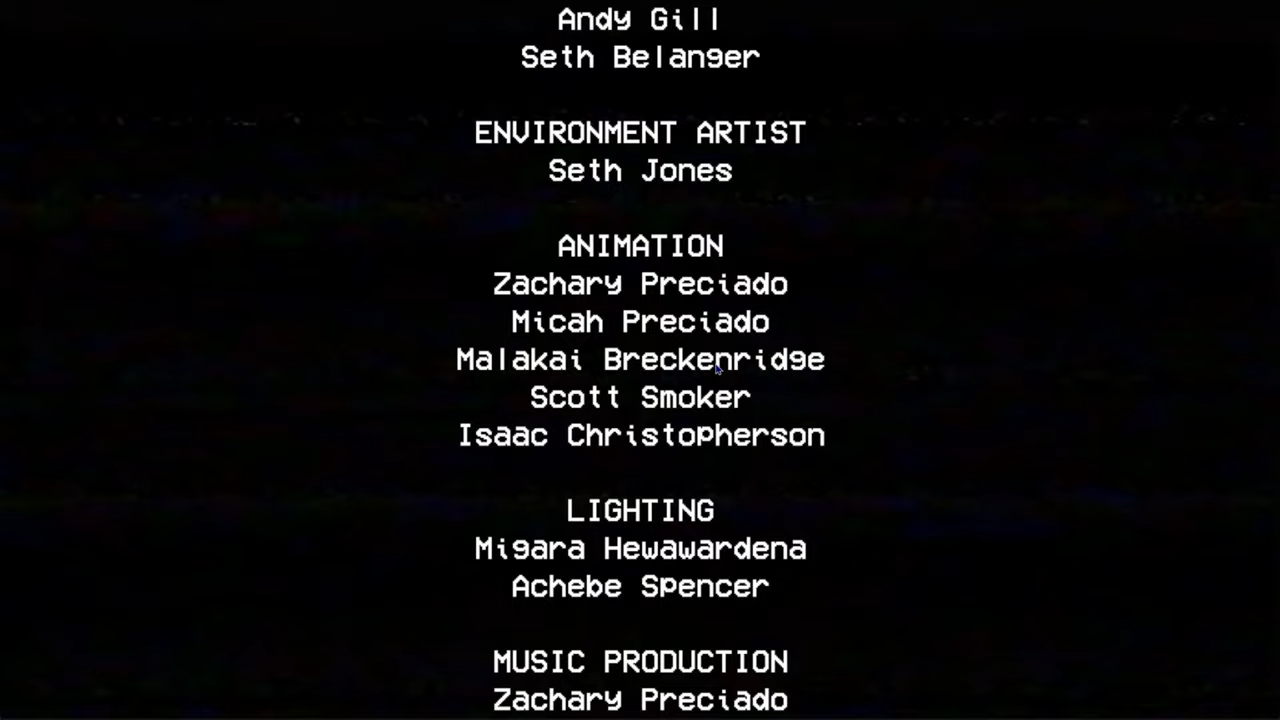 Andy Gill
Seth Belanger
ENVIRONMENT ARTIST
Seth Jones
ANIMATION
Zachary Preciado
Micah Preciado
Malakai Breckenridge
Scott Smoker
Isaac Christopherson
LIGHTING
Migara Hewawardena
Achebe Spencer
MUSIC PRODUCTION
Zachary Preciado